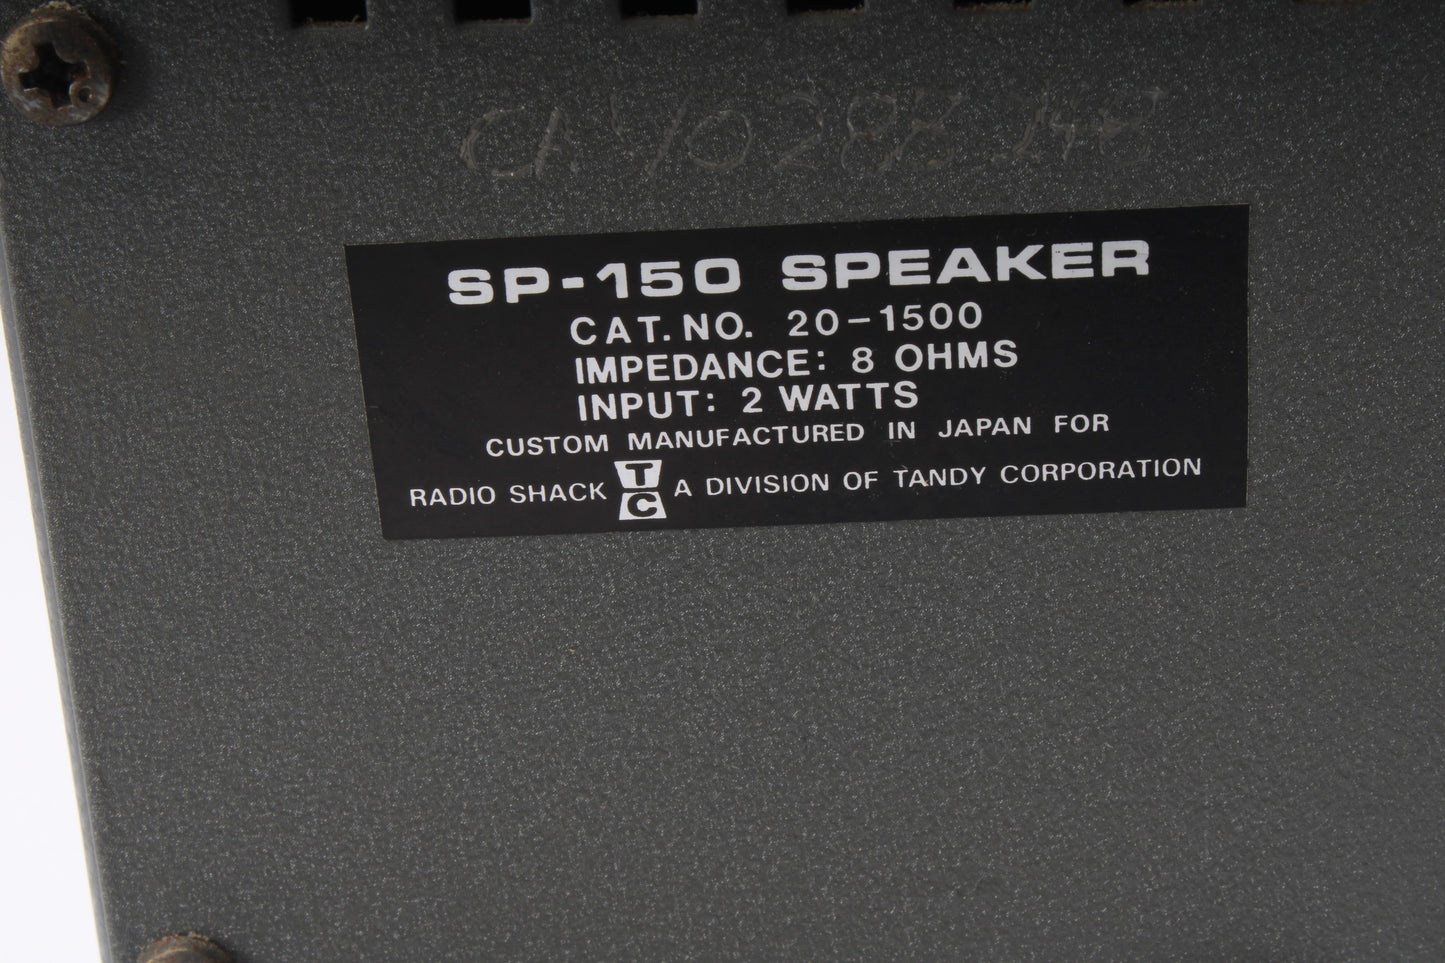 SP-150 SPEAKER
CAT. NO. 20-1500
IMPEDANCE: 8 OHMS
INPUT: 2 WATTS
CUSTOM MANUFACTURED IN JAPAN FOR
RADIO SHACK TC A DIVISION OF TANDY CORPORATION